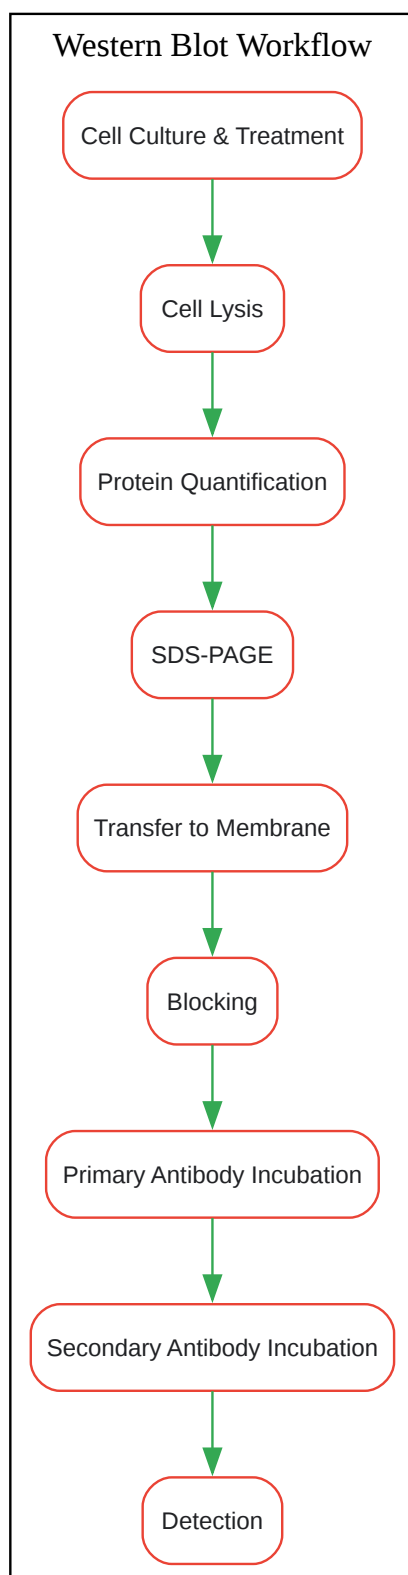 Western Blot Workflow
Cell Culture & Treatment
Cell Lysis
Protein Quantification
SDS-PAGE
Transfer to Membrane
Blocking
Primary Antibody Incubation
Secondary Antibody Incubation
Detection